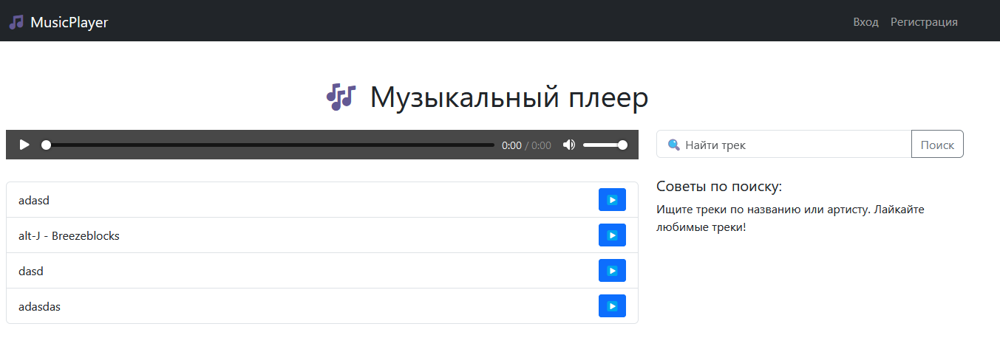 MusicPlayer
Вход Регистрация
Музыкальный плеер
0:00 / 0:00
Найти трек
Поиск
adasd
alt-J - Breezeblocks
dasd
adasdas
Советы по поиску:
Ищите треки по названию или артисту. Лайкайте
любимые треки!